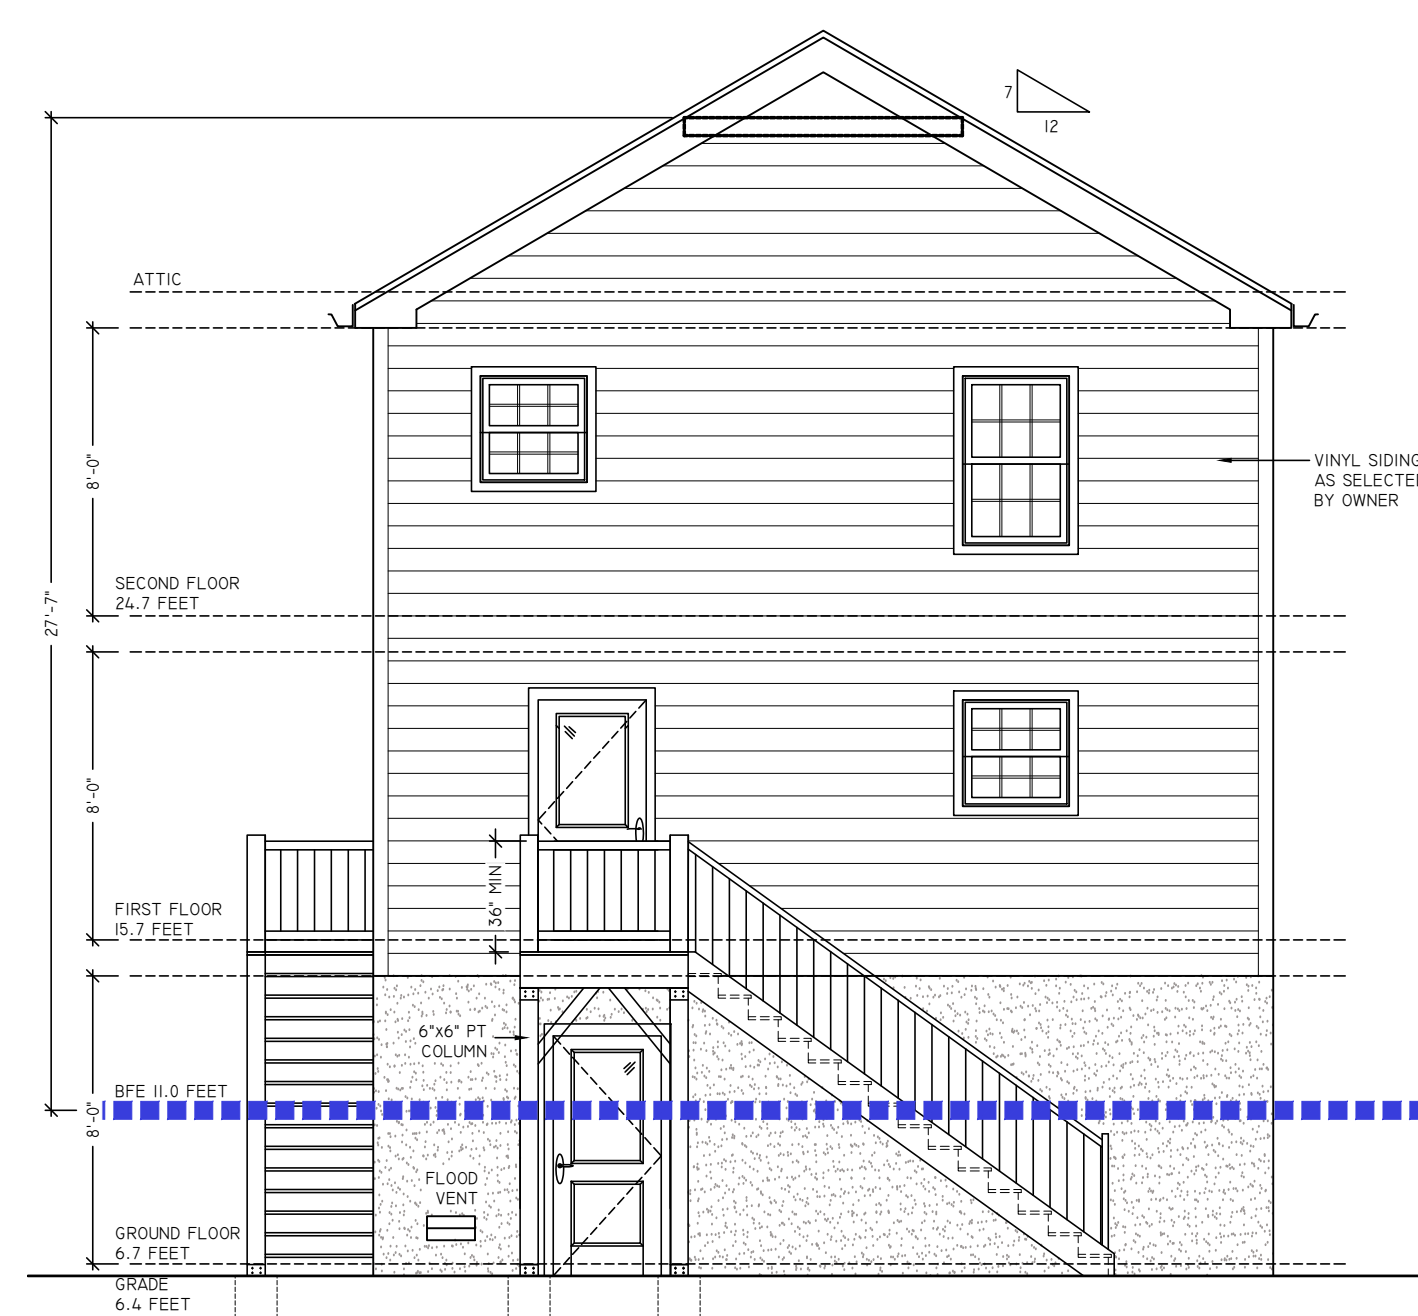 7
12
ATTIC
8'-0"
VINYL SIDING
AS SELECTE
BY OWNER
SECOND FLOOR
24.7 FEET
27'-7"
8'-0"
36" MIN
FIRST FLOOR
15.7 FEET
6"x6" PT
COLUMN
BFE 11.0 FEET
8'-0"
FLOOD
VENT
GROUND FLOOR
6.7 FEET
GRADE
6.4 FEET